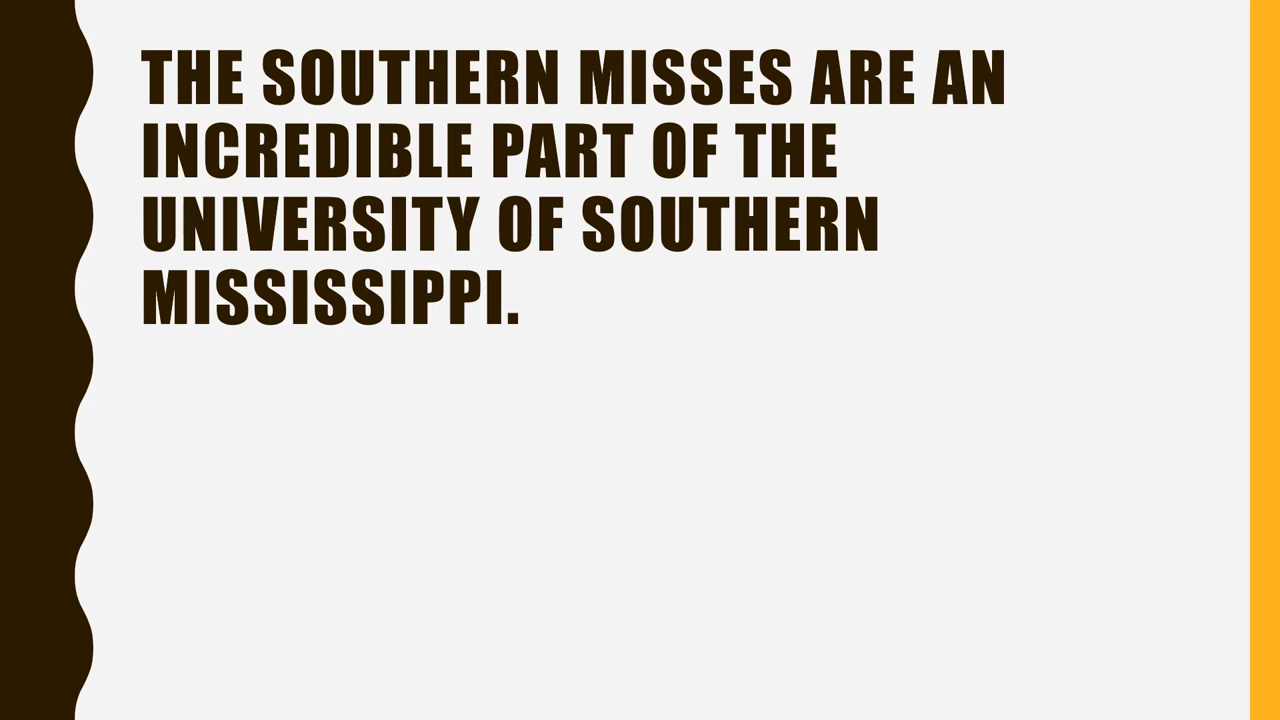 THE SOUTHERN MISSES ARE AN
INCREDIBLE PART OF THE
UNIVERSITY OF SOUTHERN
MISSISSIPPI.